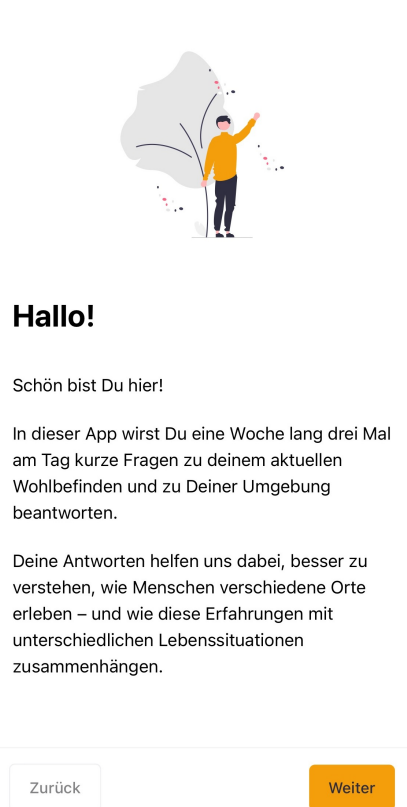 Hallo!
Schön bist Du hier!
In dieser App wirst Du eine Woche lang drei Mal
am Tag kurze Fragen zu deinem aktuellen
Wohlbefinden und zu Deiner Umgebung
beantworten.
Deine Antworten helfen uns dabei, besser zu
verstehen, wie Menschen verschiedene Orte
erleben – und wie diese Erfahrungen mit
unterschiedlichen Lebenssituationen
zusammenhängen.
Zurück
Weiter